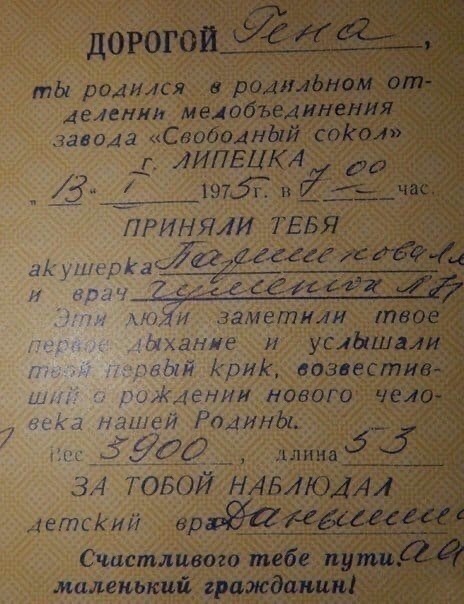 ДОРОГОЙ Гена,
ты родился в родильном от-
делении медобъединения
завода «Свободный сокол»
г. ЛИПЕЦКА
„13“ I 1975г. в 7 00 час.
ПРИНЯЛИ ТЕБЯ
акушерка
и врач
Эти люди заметили твое
первое дыхание и услышали
твой первый крик, возвестив-
ший о рождении нового чело-
века нашей Родины.
Вес 3900, длина 53
ЗА ТОБОЙ НАБЛЮДАЛ
детский врач
Счастливого тебе пути,
маленький гражданин!